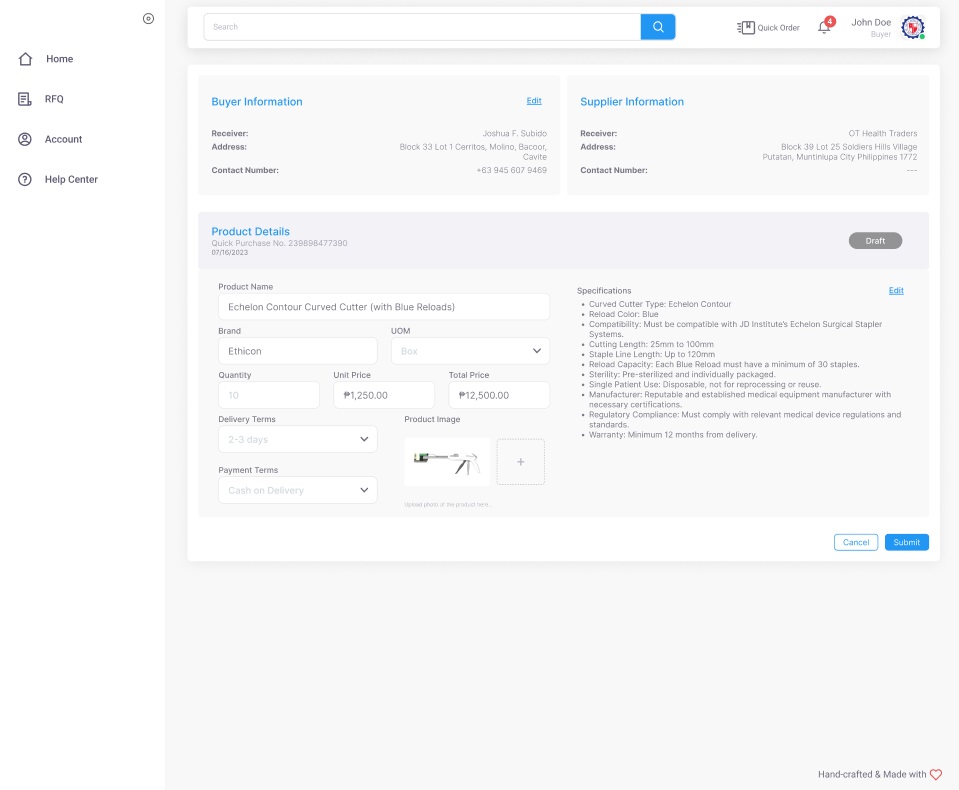 Search
Quick Order
4
John Doe
Buyer
Home
RFQ
Account
Help Center
Buyer Information
Edit
Receiver:
Joshua F. Subido
Address:
Block 33 Lot 1 Cerritos, Molino, Bacoor,
Cavite
Contact Number:
+63 945 607 9469
Supplier Information
Receiver:
OT Health Traders
Address:
Block 39 Lot 25 Soldiers Hills Village
Putatan, Muntinlupa City Philippines 1772
Contact Number:
---
Product Details
Quick Purchase No. 239898477390
07/16/2023
Draft
Product Name
Echelon Contour Curved Cutter (with Blue Reloads)
Brand
UOM
Ethicon
Box
Quantity
Unit Price
Total Price
10
₱1,250.00
₱12,500.00
Delivery Terms
Product Image
2-3 days
+
Payment Terms
Cash on Delivery
Upload photo of the product here...
Specifications
Edit
• Curved Cutter Type: Echelon Contour
• Reload Color: Blue
• Compatibility: Must be compatible with JD Institute's Echelon Surgical Stapler
Systems.
• Cutting Length: 25mm to 100mm
• Staple Line Length: Up to 120mm
• Reload Capacity: Each Blue Reload must have a minimum of 30 staples.
• Sterility: Pre-sterilized and individually packaged.
• Single Patient Use: Disposable, not for reprocessing or reuse.
• Manufacturer: Reputable and established medical equipment manufacturer with
necessary certifications.
• Regulatory Compliance: Must comply with relevant medical device regulations and
standards.
• Warranty: Minimum 12 months from delivery.
Cancel
Submit
Hand-crafted & Made with